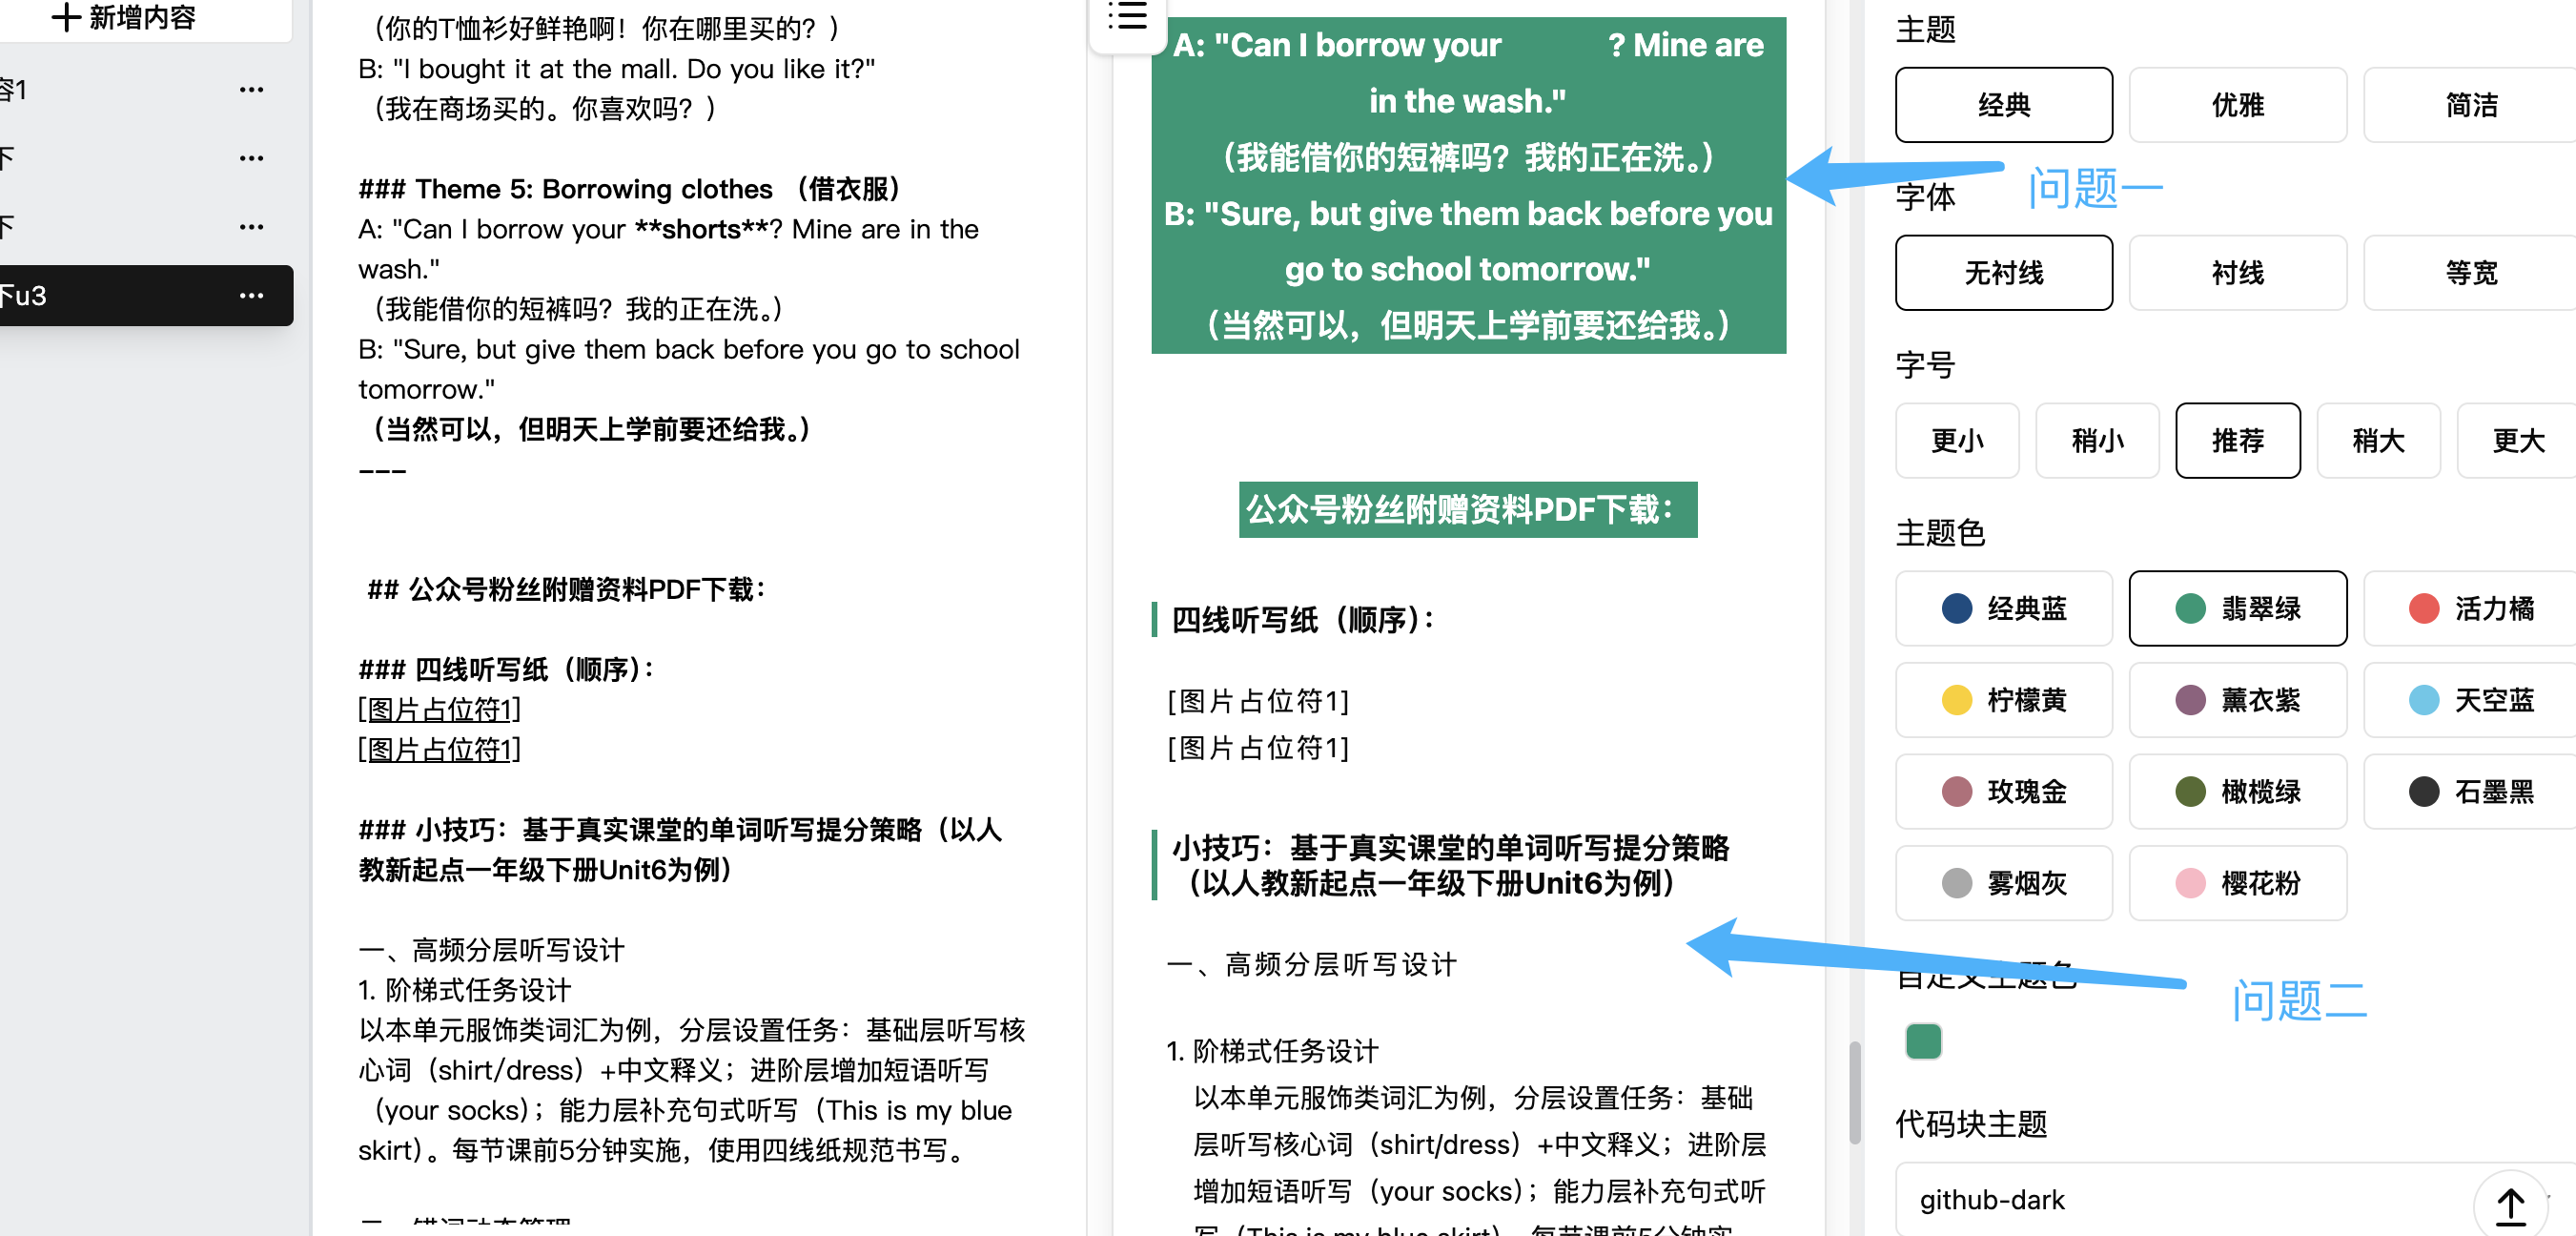 新增内容
容1
下
下
下u3
（你的T恤衫好鲜艳啊！你在哪里买的？）
B: "I bought it at the mall. Do you like it?"
（我在商场买的。你喜欢吗？）
### Theme 5: Borrowing clothes （借衣服）
A: "Can I borrow your **shorts**? Mine are in the
wash."
（我能借你的短裤吗？我的正在洗。）
B: "Sure, but give them back before you go to school
tomorrow."
（当然可以，但明天上学前要还给我。）
---
## 公众号粉丝附赠资料PDF下载：
### 四线听写纸（顺序）：
[图片占位符1]
[图片占位符1]
### 小技巧：基于真实课堂的单词听写提分策略（以人
教新起点一年级下册Unit6为例）
一、高频分层听写设计
1. 阶梯式任务设计
以本单元服饰类词汇为例，分层设置任务：基础层听写核
心词（shirt/dress）+中文释义；进阶层增加短语听写
（your socks）；能力层补充句式听写（This is my blue
skirt）。每节课前5分钟实施，使用四线纸规范书写。
A: "Can I borrow your ? Mine are
in the wash."
（我能借你的短裤吗？我的正在洗。）
B: "Sure, but give them back before you
go to school tomorrow."
（当然可以，但明天上学前要还给我。）
公众号粉丝附赠资料PDF下载：
四线听写纸（顺序）：
[图片占位符1]
[图片占位符1]
小技巧：基于真实课堂的单词听写提分策略
（以人教新起点一年级下册Unit6为例）
一、高频分层听写设计
1. 阶梯式任务设计
以本单元服饰类词汇为例，分层设置任务：基础
层听写核心词（shirt/dress）+中文释义；进阶层
增加短语听写（your socks）；能力层补充句式听
写（This is my blue skirt）。每节课前5分钟实
主题
经典 优雅 简洁
问题一
字体
无衬线 衬线 等宽
字号
更小 稍小 推荐 稍大 更大
主题色
经典蓝 翡翠绿 活力橘
柠檬黄 薰衣紫 天空蓝
玫瑰金 橄榄绿 石墨黑
雾烟灰 樱花粉
自定义主题色
问题二
代码块主题
github-dark